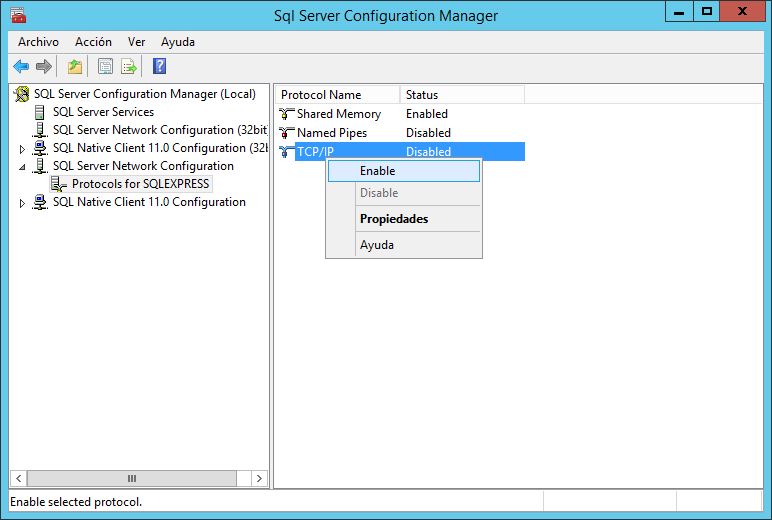 Sql Server Configuration Manager
Archivo Acción Ver Ayuda
SQL Server Configuration Manager (Local)
SQL Server Services
SQL Server Network Configuration (32bit
SQL Native Client 11.0 Configuration (32b
SQL Server Network Configuration
Protocols for SQLEXPRESS
SQL Native Client 11.0 Configuration
Protocol Name Status
Shared Memory Enabled
Named Pipes Disabled
TCP/IP Disabled
Enable
Disable
Propiedades
Ayuda
Enable selected protocol.